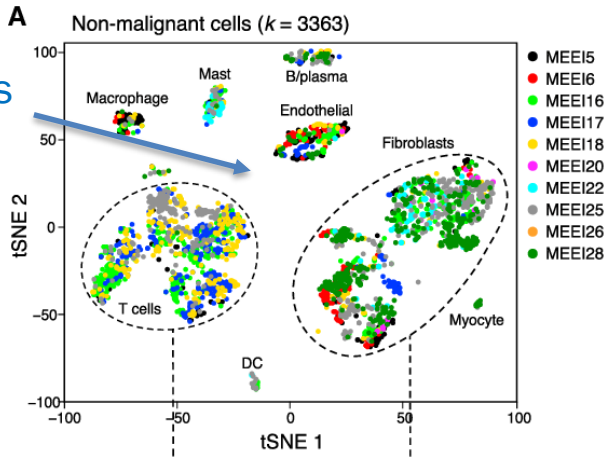 A
Non-malignant cells (k = 3363)
s
100
50
0
−50
−100
tSNE 2
Macrophage
Mast
B/plasma
Endothelial
Fibroblasts
T cells
Myocyte
DC
−100
−50
0
50
100
tSNE 1
MEEI5
MEEI6
MEEI16
MEEI17
MEEI18
MEEI20
MEEI22
MEEI25
MEEI26
MEEI28